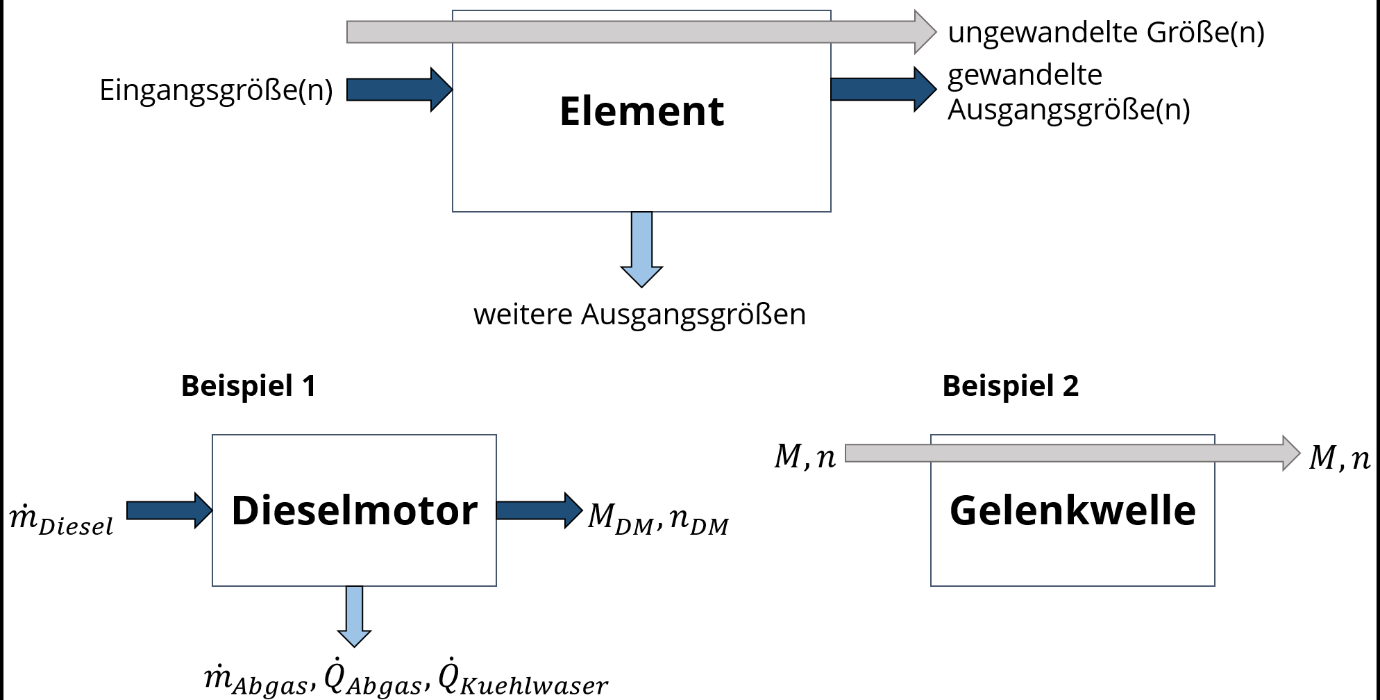 ungewandelte Größe(n)
Eingangsgröße(n)
gewandelte
Ausgangsgröße(n)
Element
weitere Ausgangsgrößen
Beispiel 1
Beispiel 2
M, n
M, n
ṁ_Diesel
Dieselmotor
M_DM, n_DM
Gelenkwelle
ṁ_Abgas, Q̇_Abgas, Q̇_Kuehlwaser